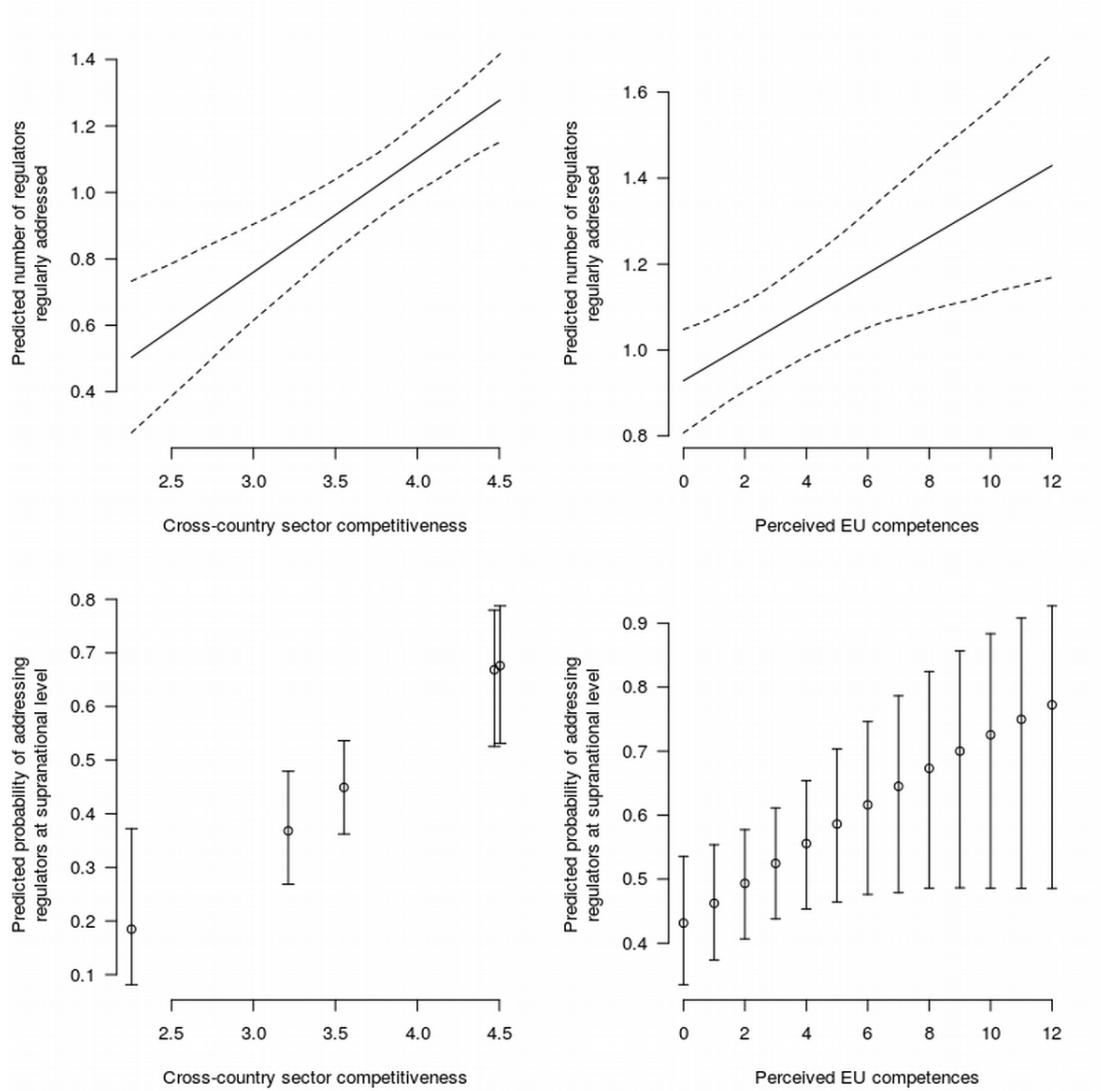 1.4
1.2
1.0
0.8
0.6
0.4
Predicted number of regulators
regularly addressed
2.5 3.0 3.5 4.0 4.5
Cross-country sector competitiveness
1.6
1.4
1.2
1.0
0.8
Predicted number of regulators
regularly addressed
0 2 4 6 8 10 12
Perceived EU competences
0.8
0.7
0.6
0.5
0.4
0.3
0.2
0.1
Predicted probability of addressing
regulators at supranational level
2.5 3.0 3.5 4.0 4.5
Cross-country sector competitiveness
0.9
0.8
0.7
0.6
0.5
0.4
Predicted probability of addressing
regulators at supranational level
0 2 4 6 8 10 12
Perceived EU competences